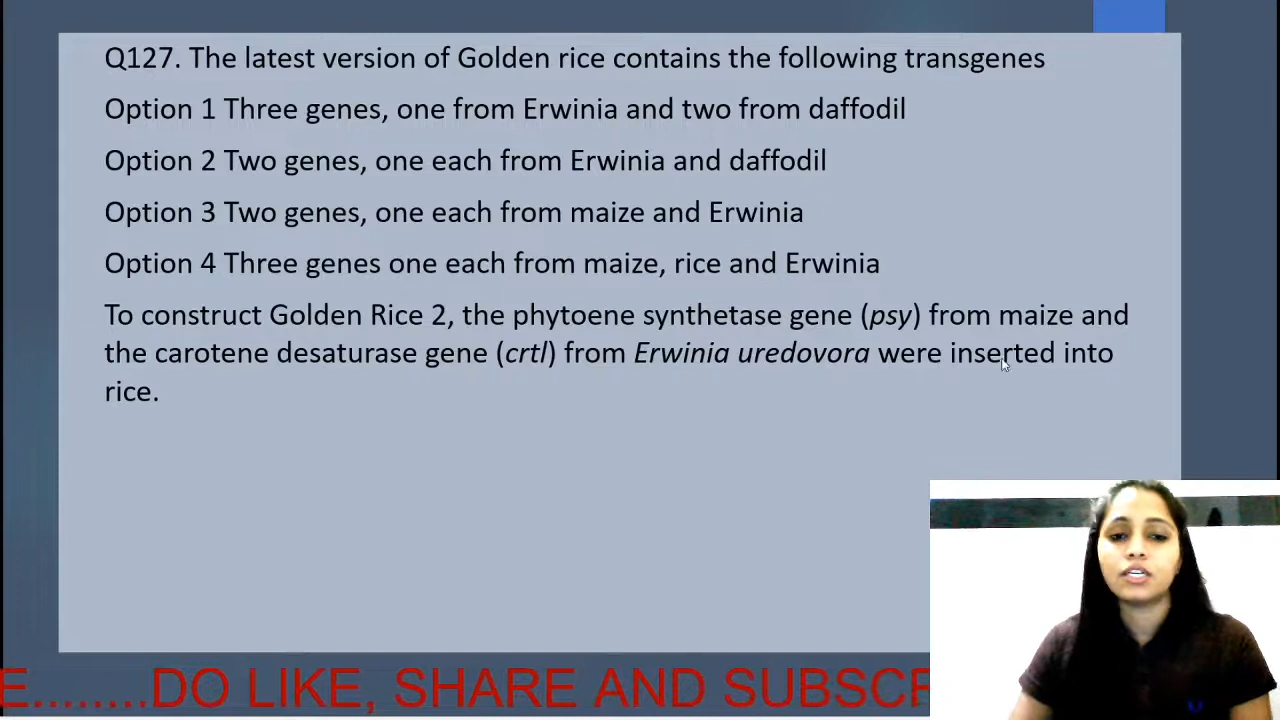 Q127. The latest version of Golden rice contains the following transgenes
Option 1 Three genes, one from Erwinia and two from daffodil
Option 2 Two genes, one each from Erwinia and daffodil
Option 3 Two genes, one each from maize and Erwinia
Option 4 Three genes one each from maize, rice and Erwinia
To construct Golden Rice 2, the phytoene synthetase gene (psy) from maize and
the carotene desaturase gene (crtl) from Erwinia uredovora were inserted into
rice.
E........DO LIKE, SHARE AND SUBSCR